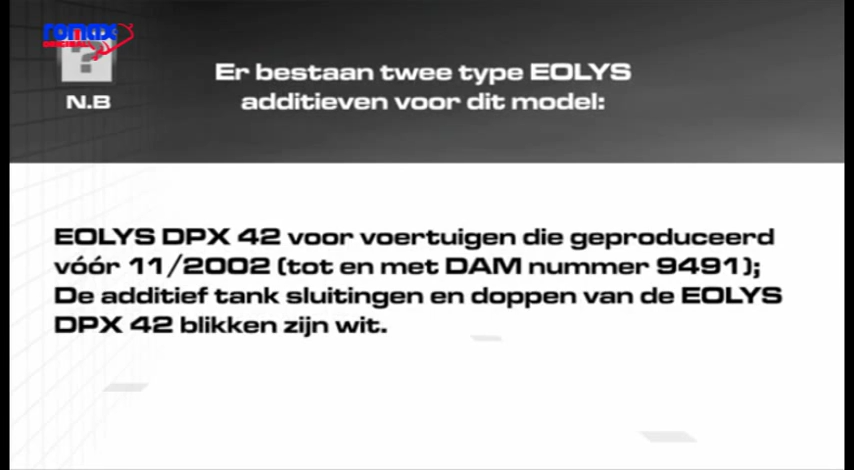 romax
ORIGINAL
?
N.B
Er bestaan twee type EOLYS
additieven voor dit model:
EOLYS DPX 42 voor voertuigen die geproduceerd
vóór 11/2002 (tot en met DAM nummer 9491);
De additief tank sluitingen en doppen van de EOLYS
DPX 42 blikken zijn wit.